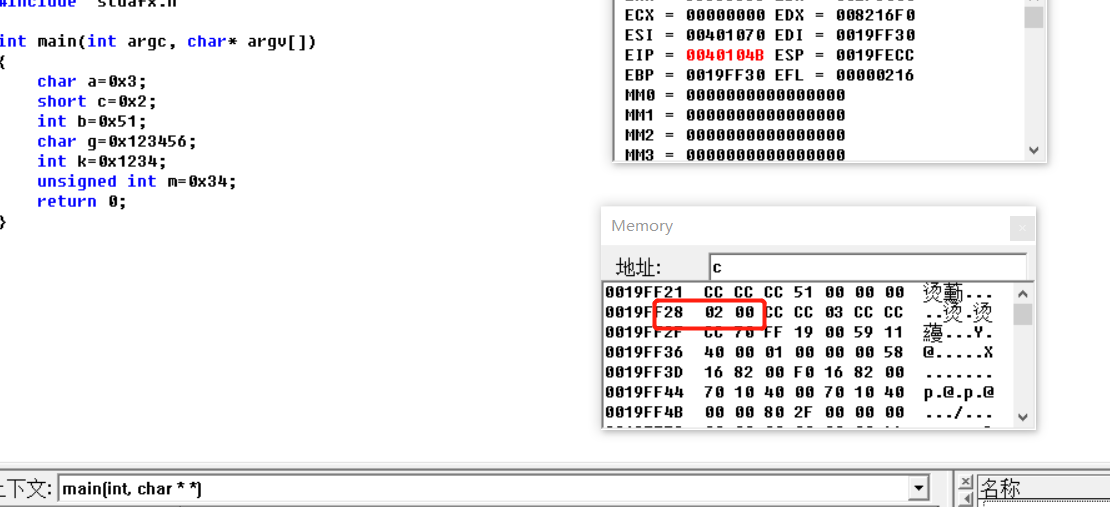 #include "stdafx.h"
int main(int argc, char* argv[])
{
char a=0x3;
short c=0x2;
int b=0x51;
char g=0x123456;
int k=0x1234;
unsigned int m=0x34;
return 0;
}
ECX = 00000000 EDX = 008216F0
ESI = 00401070 EDI = 0019FF30
EIP = 0040104B ESP = 0019FECC
EBP = 0019FF30 EFL = 00000216
MM0 = 0000000000000000
MM1 = 0000000000000000
MM2 = 0000000000000000
MM3 = 0000000000000000
Memory
地址: c
0019FF21 CC CC CC 51 00 00 00 烫蘍...
0019FF28 02 00 CC CC 03 CC CC ..烫.烫
0019FF2F CC 70 FF 19 00 59 11 ...Y.
0019FF36 40 00 01 00 00 00 58 @.....X
0019FF3D 16 82 00 F0 16 82 00 .......
0019FF44 70 10 40 00 70 10 40 p.@.p.@
0019FF4B 00 00 80 2F 00 00 00 .../...
上下文: main(int, char * *)
名称